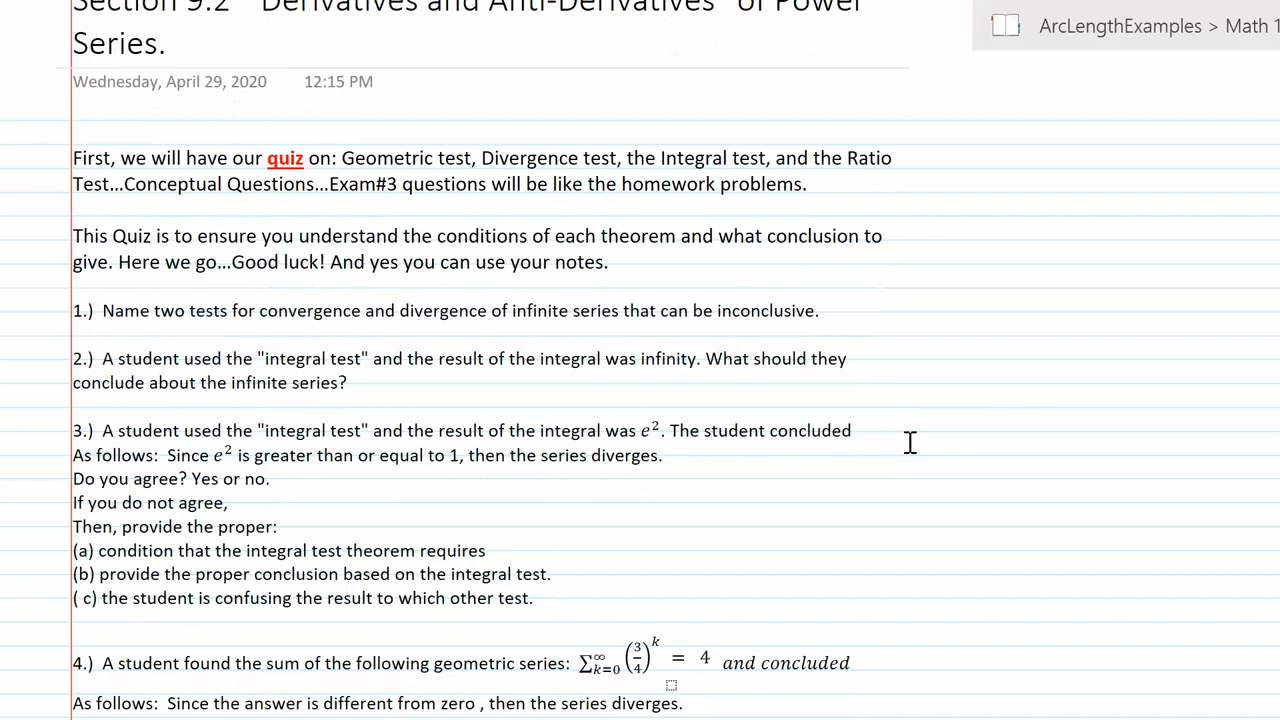 Section 9.2 "Derivatives and Anti-Derivatives" of Power
Series.
ArcLengthExamples > Math 1
Wednesday, April 29, 2020 12:15 PM
First, we will have our quiz on: Geometric test, Divergence test, the Integral test, and the Ratio
Test...Conceptual Questions...Exam#3 questions will be like the homework problems.
This Quiz is to ensure you understand the conditions of each theorem and what conclusion to
give. Here we go...Good luck! And yes you can use your notes.
1.) Name two tests for convergence and divergence of infinite series that can be inconclusive.
2.) A student used the "integral test" and the result of the integral was infinity. What should they
conclude about the infinite series?
3.) A student used the "integral test" and the result of the integral was e². The student concluded
As follows: Since e² is greater than or equal to 1, then the series diverges.
Do you agree? Yes or no.
If you do not agree,
Then, provide the proper:
(a) condition that the integral test theorem requires
(b) provide the proper conclusion based on the integral test.
( c) the student is confusing the result to which other test.
4.) A student found the sum of the following geometric series: ∑_{k=0}^{∞} (3/4)^k = 4 and concluded
As follows: Since the answer is different from zero , then the series diverges.